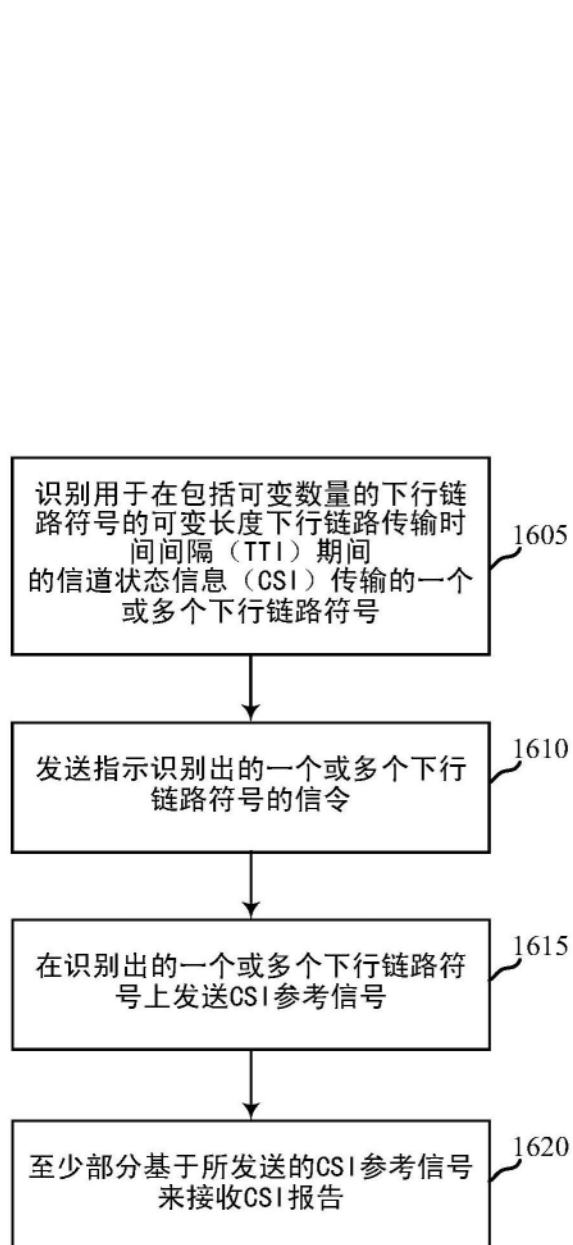 识别用于在包括可变数量的下行链
路符号的可变长度下行链路传输时
间间隔（TTI）期间
的信道状态信息（CSI）传输的一个
或多个下行链路符号
1605
发送指示识别出的一个或多个下行
链路符号的信令
1610
在识别出的一个或多个下行链路符
号上发送CSI参考信号
1615
至少部分基于所发送的CSI参考信号
来接收CSI报告
1620